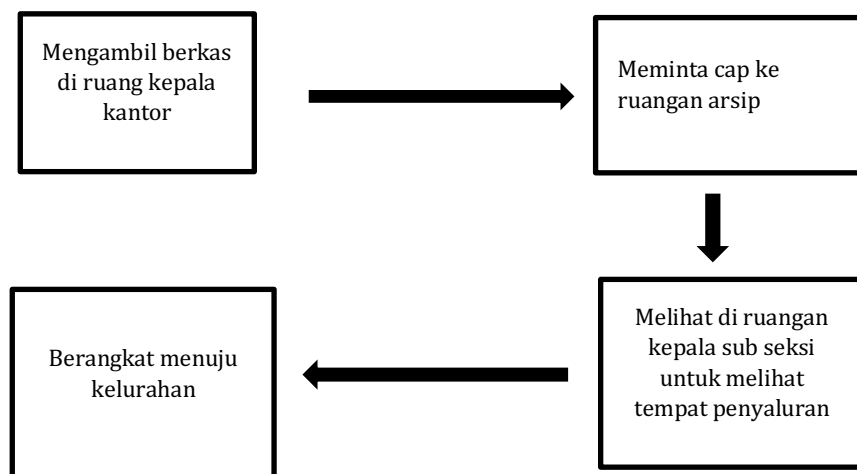 Mengambil berkas
di ruang kepala
kantor
Meminta cap ke
ruangan arsip
Melihat di ruangan
kepala sub seksi
untuk melihat
tempat penyaluran
Berangkat menuju
kelurahan